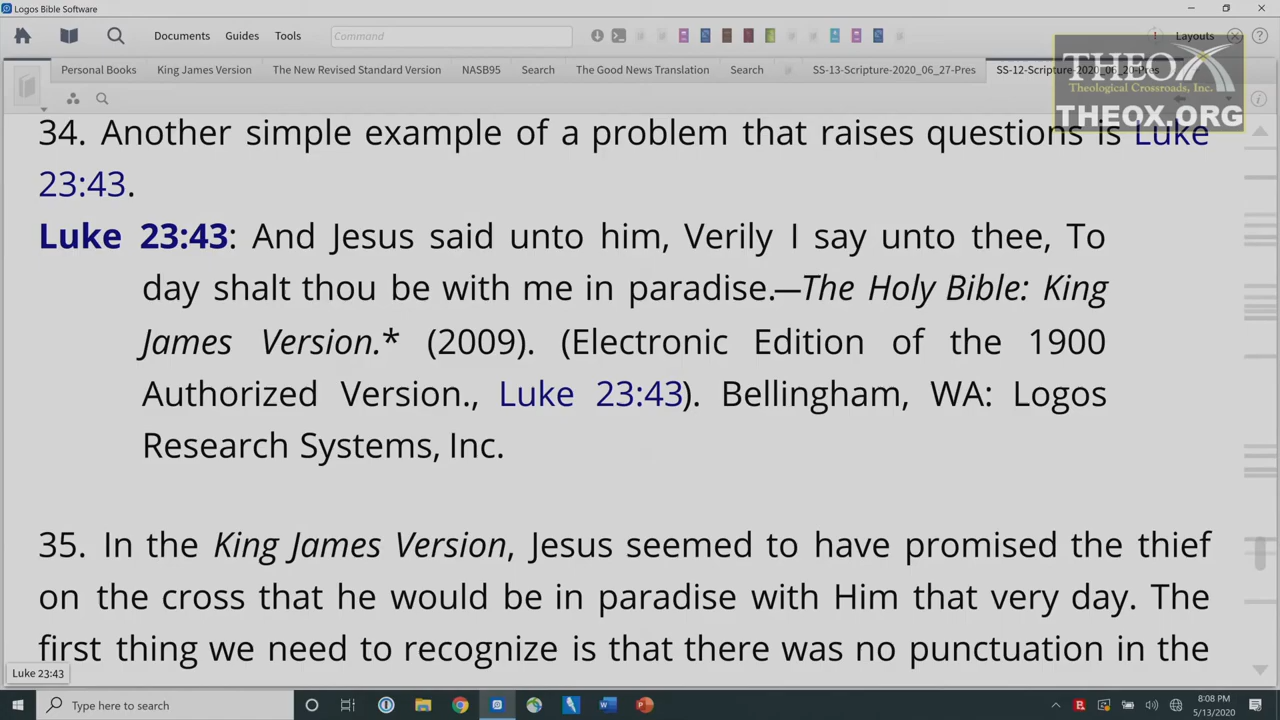 Logos Bible Software
Documents Guides Tools Command Layouts
Personal Books King James Version The New Revised Standard Version NASB95 Search The Good News Translation Search SS-13-Scripture-2020_06_27-Pres SS-12-Scripture-2020_06_20-Pres
THEOX
Theological Crossroads, Inc.
THEOX.ORG
34. Another simple example of a problem that raises questions is Luke
23:43.
Luke 23:43: And Jesus said unto him, Verily I say unto thee, To
day shalt thou be with me in paradise.—The Holy Bible: King
James Version.* (2009). (Electronic Edition of the 1900
Authorized Version., Luke 23:43). Bellingham, WA: Logos
Research Systems, Inc.
35. In the King James Version, Jesus seemed to have promised the thief
on the cross that he would be in paradise with Him that very day. The
first thing we need to recognize is that there was no punctuation in the
Luke 23:43
Type here to search
8:08 PM
5/13/2020